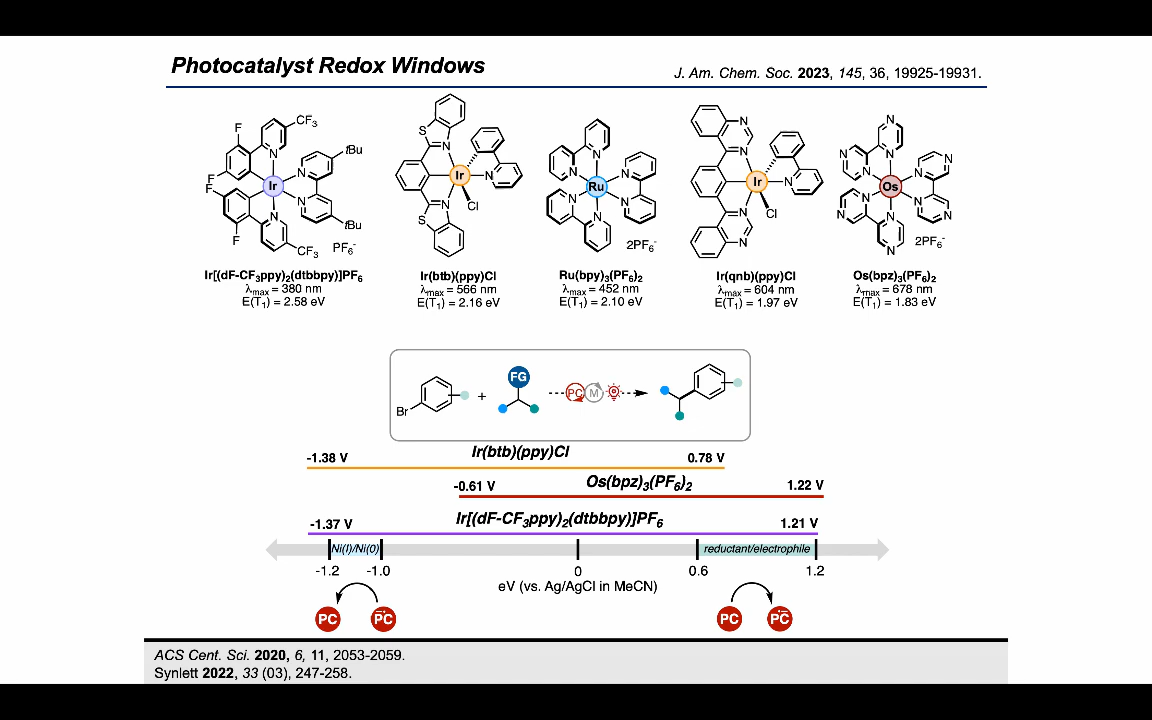 Photocatalyst Redox Windows
J. Am. Chem. Soc. 2023, 145, 36, 19925-19931.
F
CF3
F
F
F
CF3
N
N
N
N
Ir
tBu
tBu
PF6-
S
N
S
N
Ir
N
Cl
N
N
N
N
N
N
Ru
2PF6-
N
N
N
N
Ir
N
Cl
N
N
N
N
N
N
N
N
N
N
N
N
Os
2PF6-
Ir[(dF-CF3ppy)2(dtbbpy)]PF6
λmax = 380 nm
E(T1) = 2.58 eV
Ir(btb)(ppy)Cl
λmax = 566 nm
E(T1) = 2.16 eV
Ru(bpy)3(PF6)2
λmax = 452 nm
E(T1) = 2.10 eV
Ir(qnb)(ppy)Cl
λmax = 604 nm
E(T1) = 1.97 eV
Os(bpz)3(PF6)2
λmax = 678 nm
E(T1) = 1.83 eV
Br
+
FG
PC M
-1.38 V Ir(btb)(ppy)Cl 0.78 V
-0.61 V Os(bpz)3(PF6)2 1.22 V
-1.37 V Ir[(dF-CF3ppy)2(dtbbpy)]PF6 1.21 V
Ni(I)/Ni(0) reductant/electrophile
-1.2 -1.0 0 0.6 1.2
eV (vs. Ag/AgCl in MeCN)
PC PC•- PC PC•-
ACS Cent. Sci. 2020, 6, 11, 2053-2059.
Synlett 2022, 33 (03), 247-258.